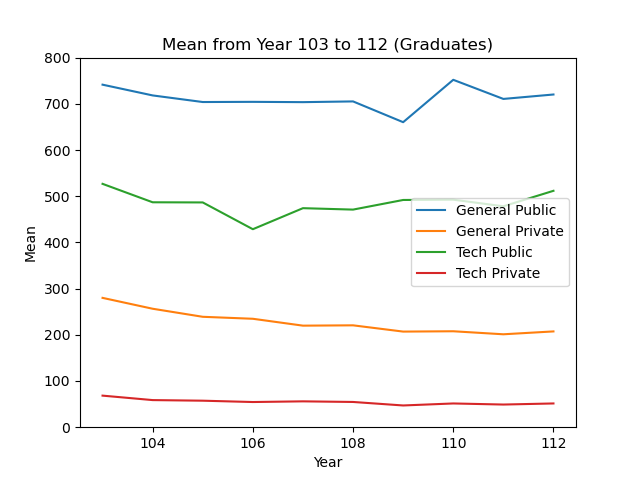 Mean from Year 103 to 112 (Graduates)
800
700
600
500
400
300
200
100
0
Mean
General Public
General Private
Tech Public
Tech Private
104
106
108
110
112
Year